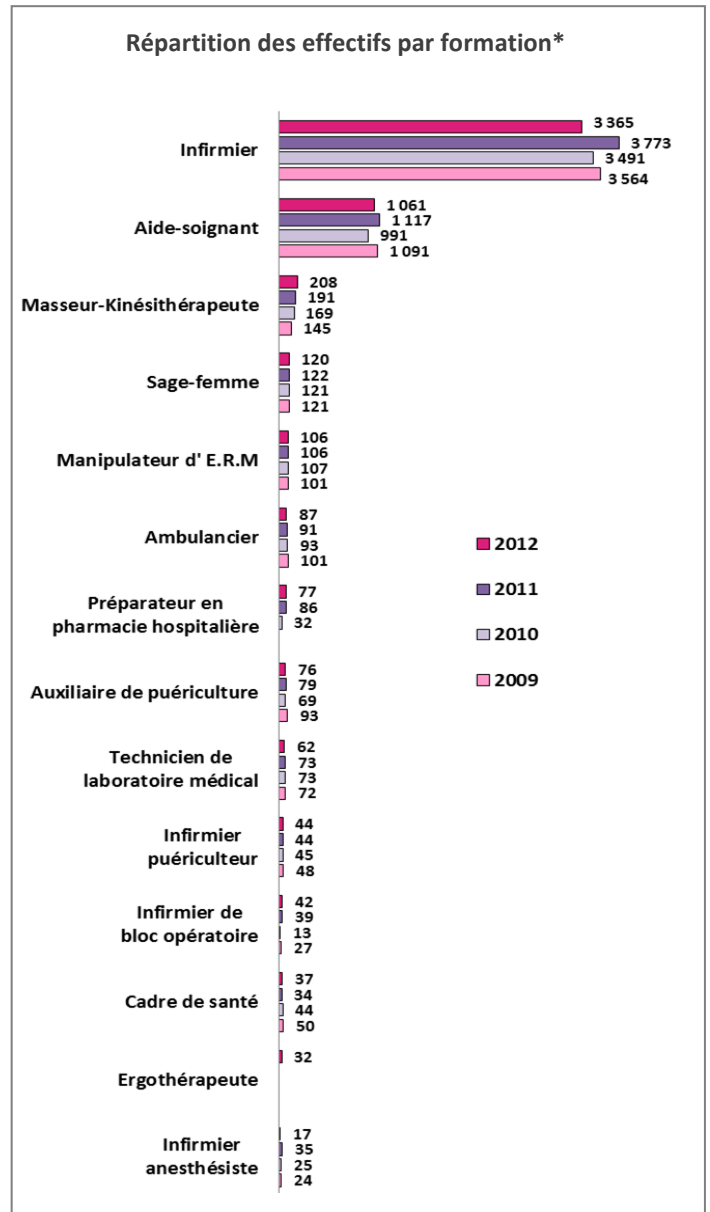 Répartition des effectifs par formation*
Infirmier
3 365
3 773
3 491
3 564
Aide-soignant
1 061
1 117
991
1 091
Masseur-Kinésithérapeute
208
191
169
145
Sage-femme
120
122
121
121
Manipulateur d' E.R.M
106
106
107
101
Ambulancier
87
91
93
101
Préparateur en
pharmacie hospitalière
77
86
32
Auxiliaire de puériculture
76
79
69
93
Technicien de
laboratoire médical
62
73
73
72
Infirmier
puériculteur
44
44
45
48
Infirmier de
bloc opératoire
42
39
13
27
Cadre de santé
37
34
44
50
Ergothérapeute
32
Infirmier
anesthésiste
17
35
25
24
2012
2011
2010
2009